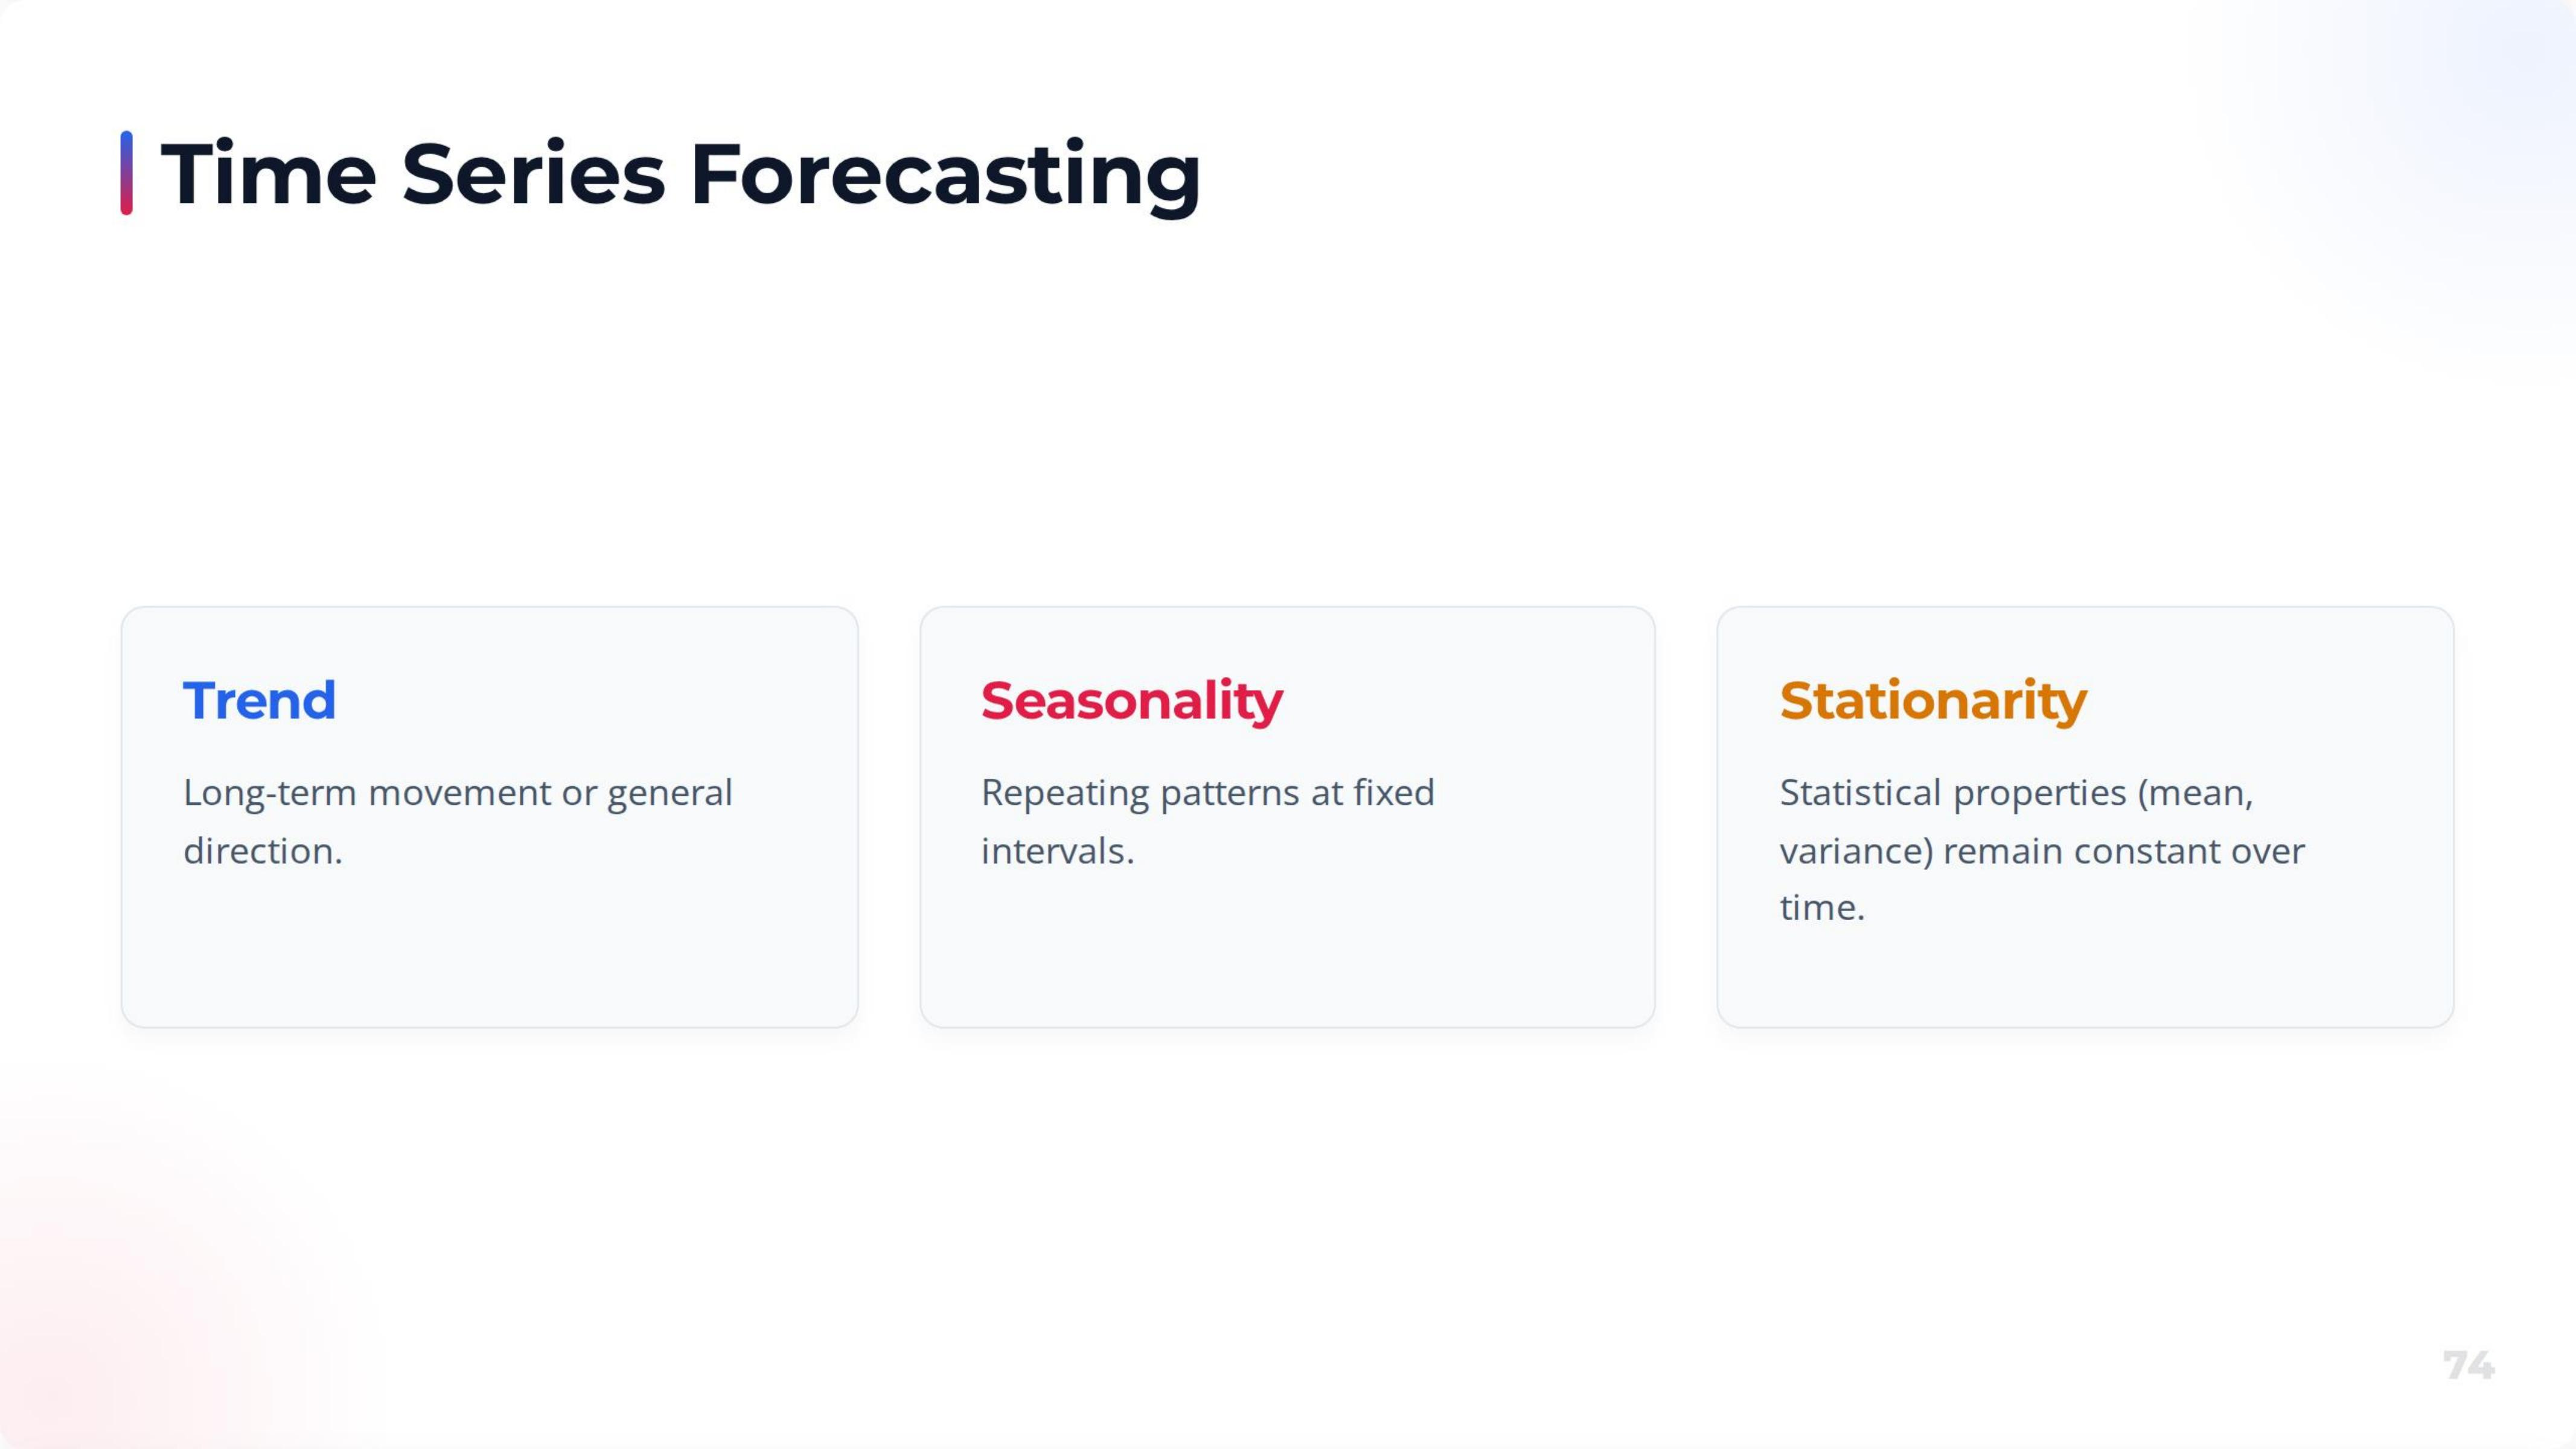 Time Series Forecasting
Trend
Long-term movement or general
direction.
Seasonality
Repeating patterns at fixed
intervals.
Stationarity
Statistical properties (mean,
variance) remain constant over
time.
74